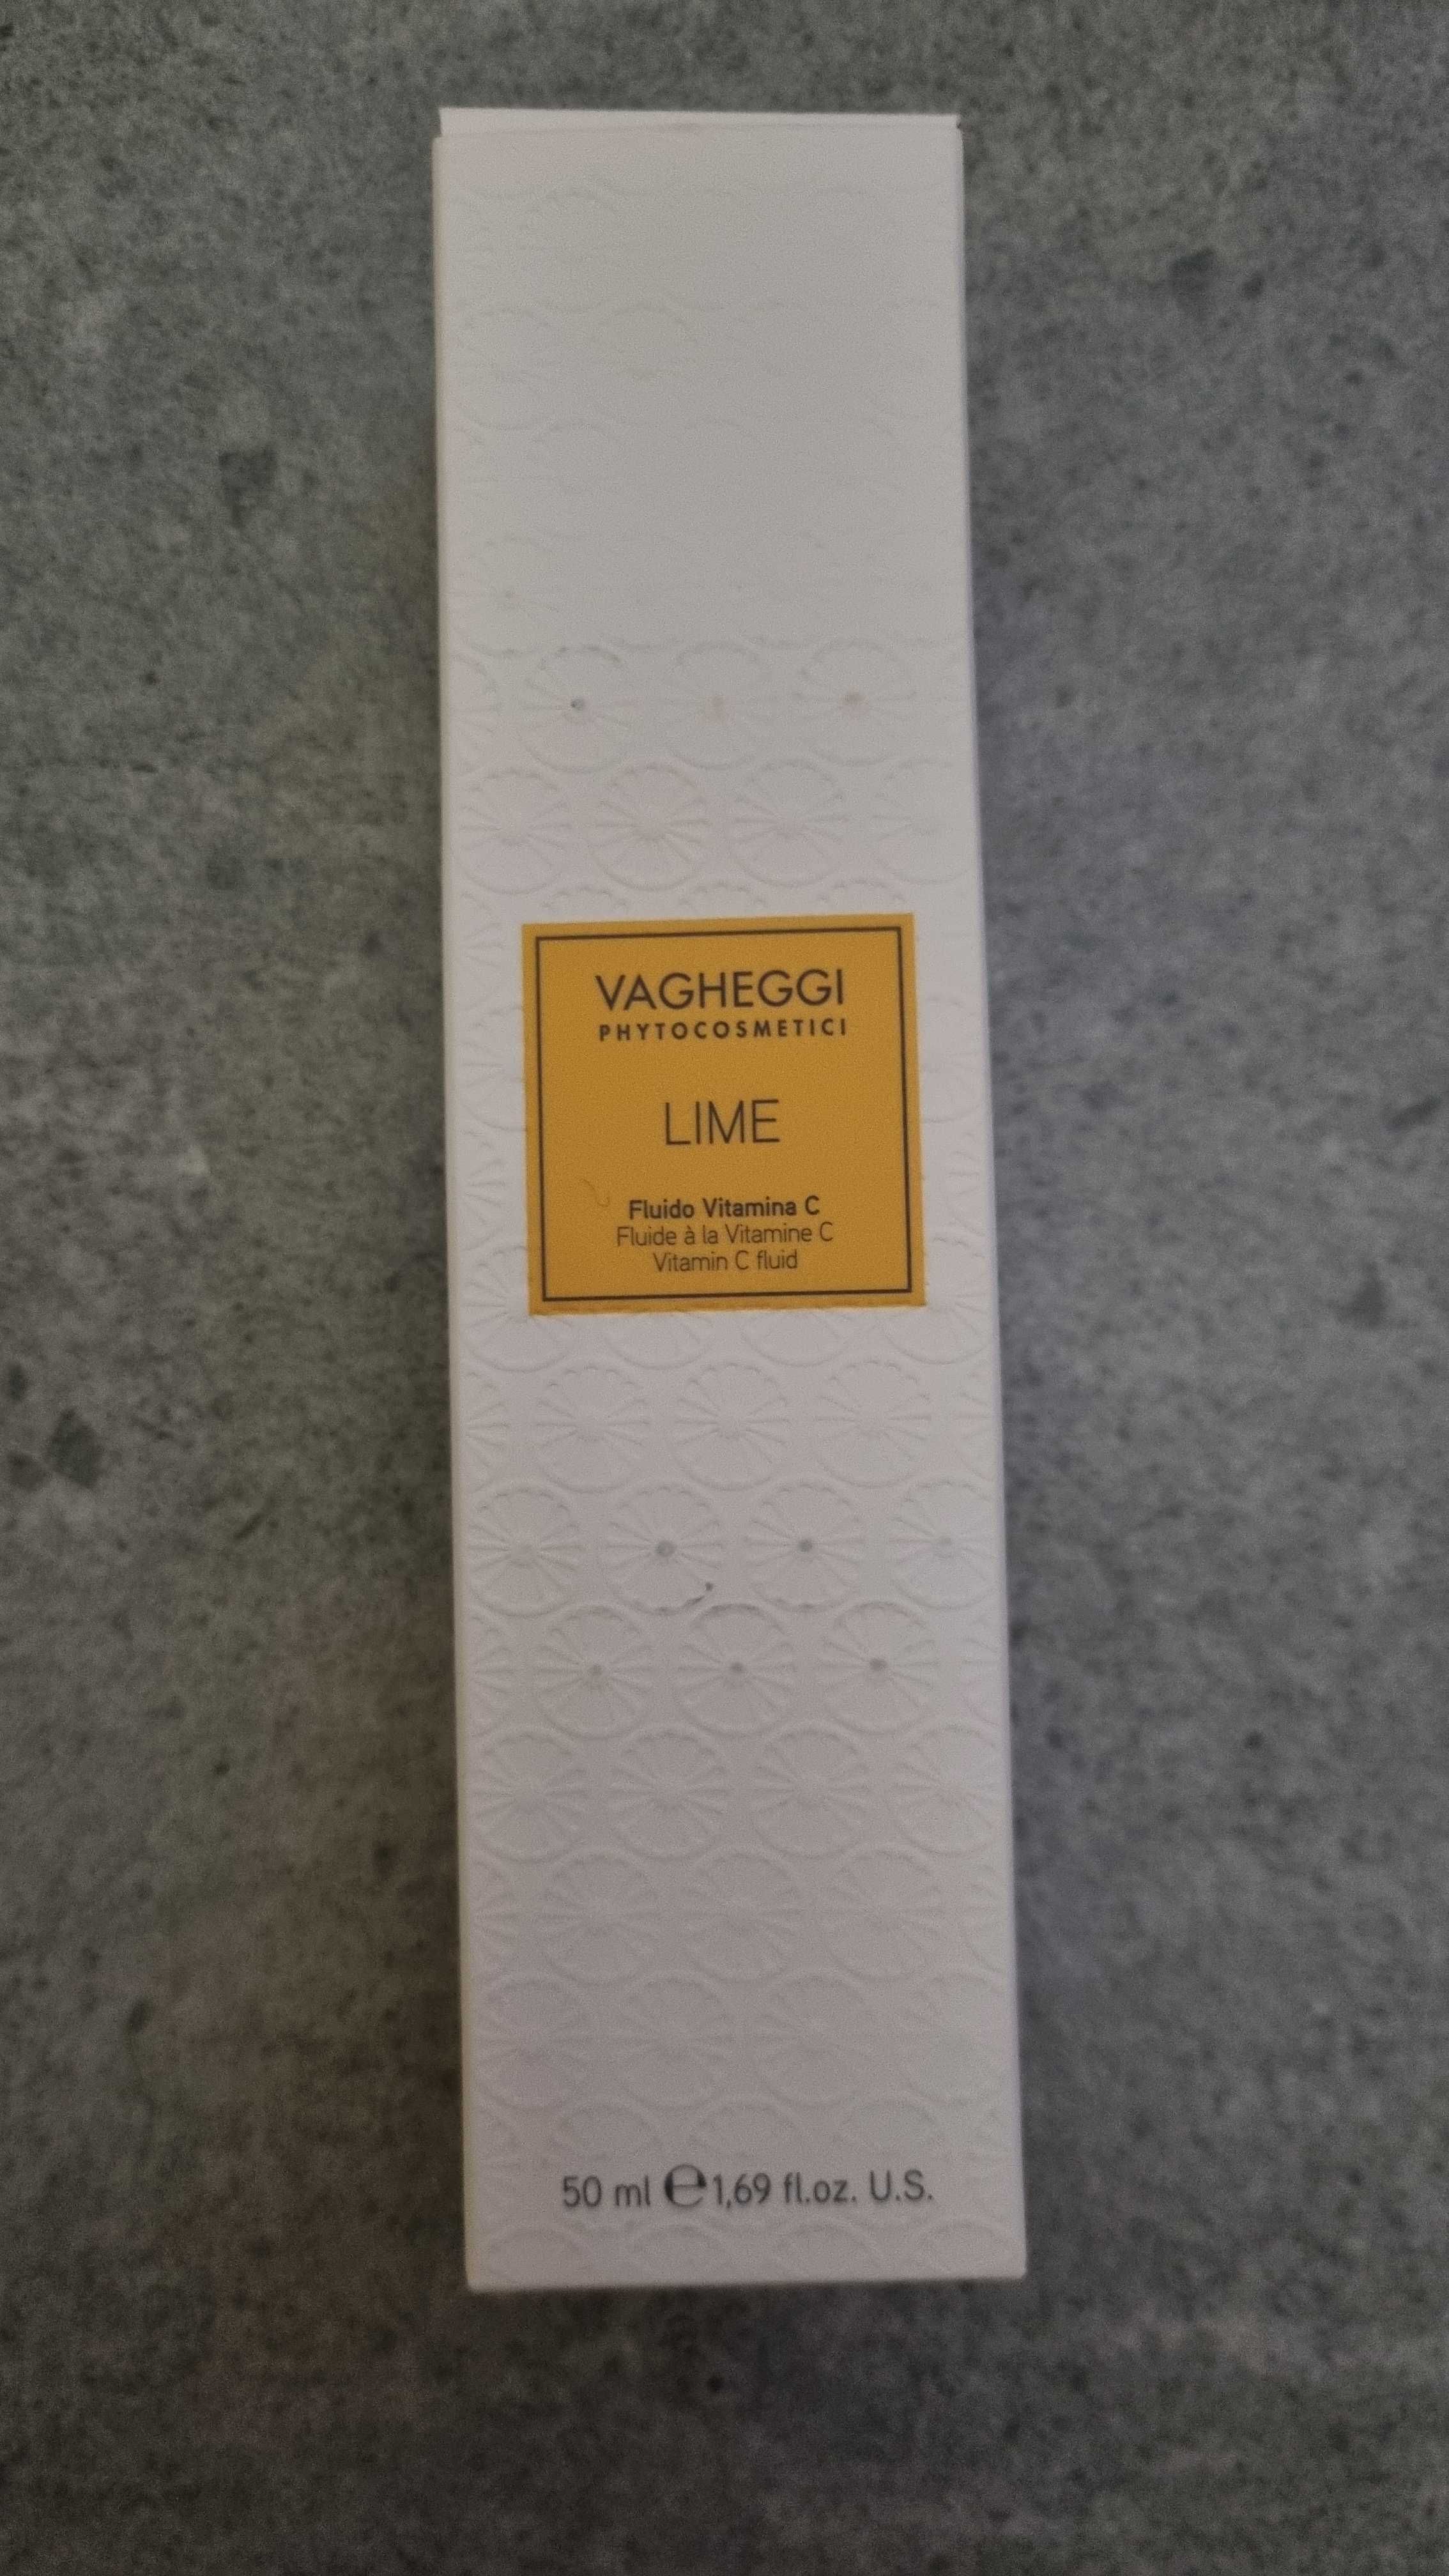 VAGHEGGI
PHYTOCOSMETICI
LIME
Fluido Vitamina C
Fluide à la Vitamine C
Vitamin C fluid
50 ml ℮ 1,69 fl.oz. U.S.